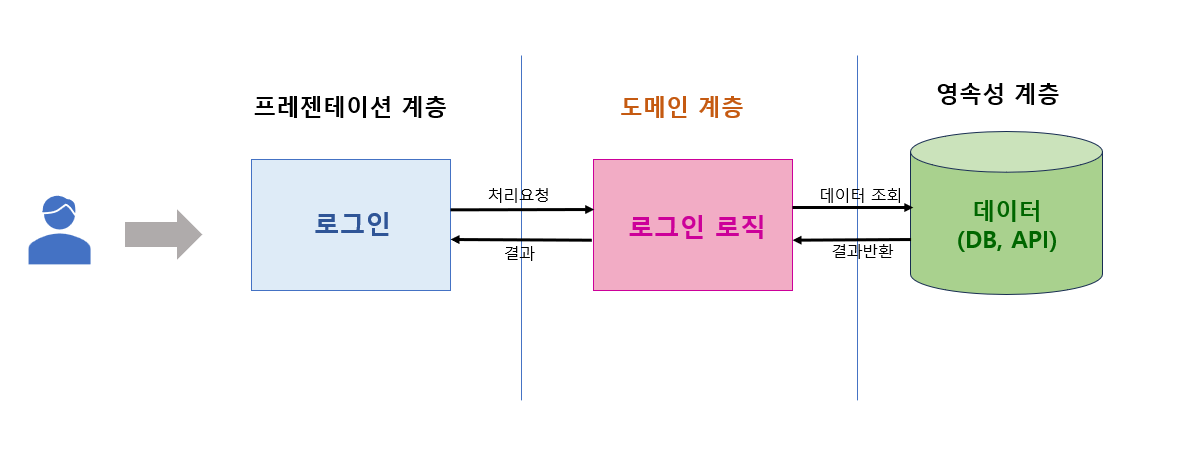 프레젠테이션 계층
도메인 계층
영속성 계층
로그인
처리요청
결과
로그인 로직
데이터 조회
결과반환
데이터
(DB, API)